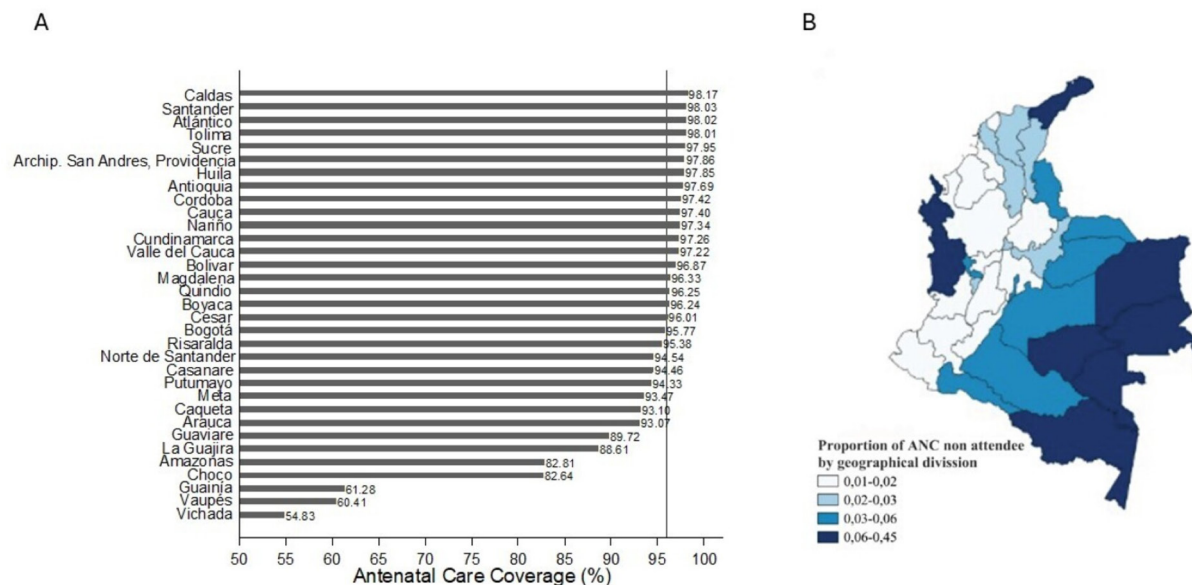 A
B
Caldas 98.17
Santander 98.03
Atlántico 98.02
Tolima 98.01
Sucre 97.95
Archip. San Andres, Providencia 97.86
Huila 97.85
Antioquia 97.69
Cordoba 97.42
Cauca 97.40
Nariño 97.34
Cundinamarca 97.26
Valle del Cauca 97.22
Bolivar 96.87
Magdalena 96.33
Quindio 96.25
Boyaca 96.24
Cesar 96.01
Bogotá 95.77
Risaralda 95.38
Norte de Santander 94.54
Casanare 94.46
Putumayo 94.33
Meta 93.47
Caqueta 93.10
Arauca 93.07
Guaviare 89.72
La Guajira 88.61
Amazoñas 82.81
Choco 82.64
Guainía 61.28
Vaupés 60.41
Vichada 54.83
50 55 60 65 70 75 80 85 90 95 100
Antenatal Care Coverage (%)
Proportion of ANC non attendee
by geographical divission
0,01-0,02
0,02-0,03
0,03-0,06
0,06-0,45